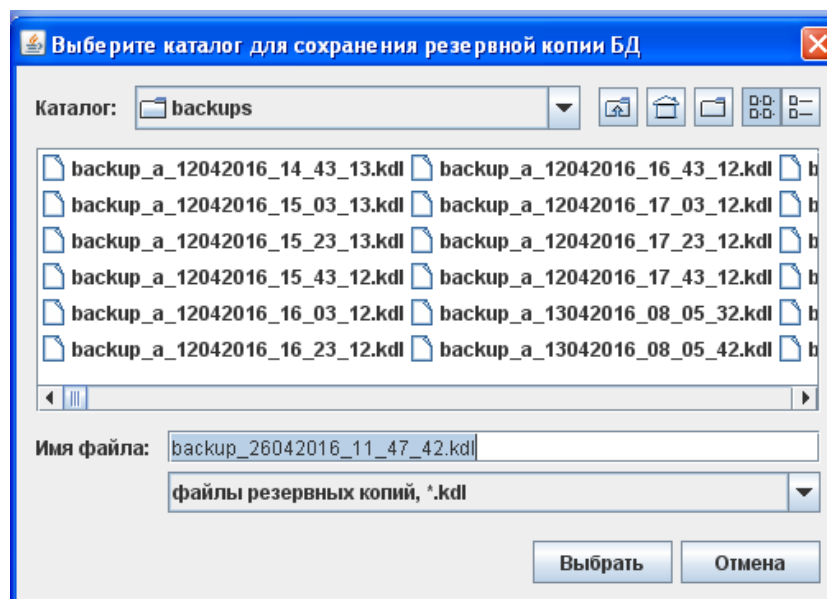 Выберите каталог для сохранения резервной копии БД
Каталог: backups
backup_a_12042016_14_43_13.kdl backup_a_12042016_16_43_12.kdl b
backup_a_12042016_15_03_13.kdl backup_a_12042016_17_03_12.kdl b
backup_a_12042016_15_23_13.kdl backup_a_12042016_17_23_12.kdl b
backup_a_12042016_15_43_12.kdl backup_a_12042016_17_43_12.kdl b
backup_a_12042016_16_03_12.kdl backup_a_13042016_08_05_32.kdl b
backup_a_12042016_16_23_12.kdl backup_a_13042016_08_05_42.kdl b
Имя файла: backup_26042016_11_47_42.kdl
файлы резервных копий, *.kdl
Выбрать Отмена